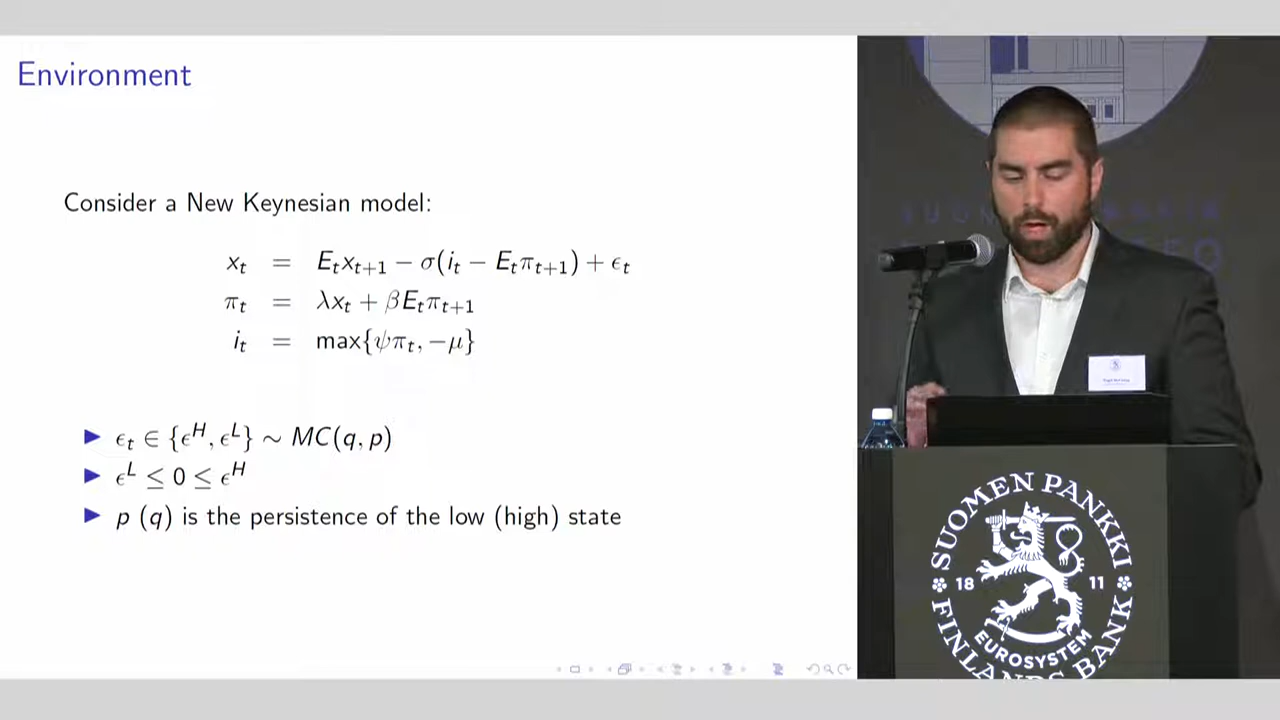 Environment
Consider a New Keynesian model:
xₜ = Eₜxₜ₊₁ − σ(iₜ − Eₜπₜ₊₁) + ϵₜ
πₜ = λxₜ + βEₜπₜ₊₁
iₜ = max{ψπₜ, −μ}
▶ ϵₜ ∈ {ϵᴴ, ϵᴸ} ∼ MC(q, p)
▶ ϵᴸ ≤ 0 ≤ ϵᴴ
▶ p (q) is the persistence of the low (high) state
SUOMEN PANKKI
18 11
EUROSYSTEM
FINLANDS BANK